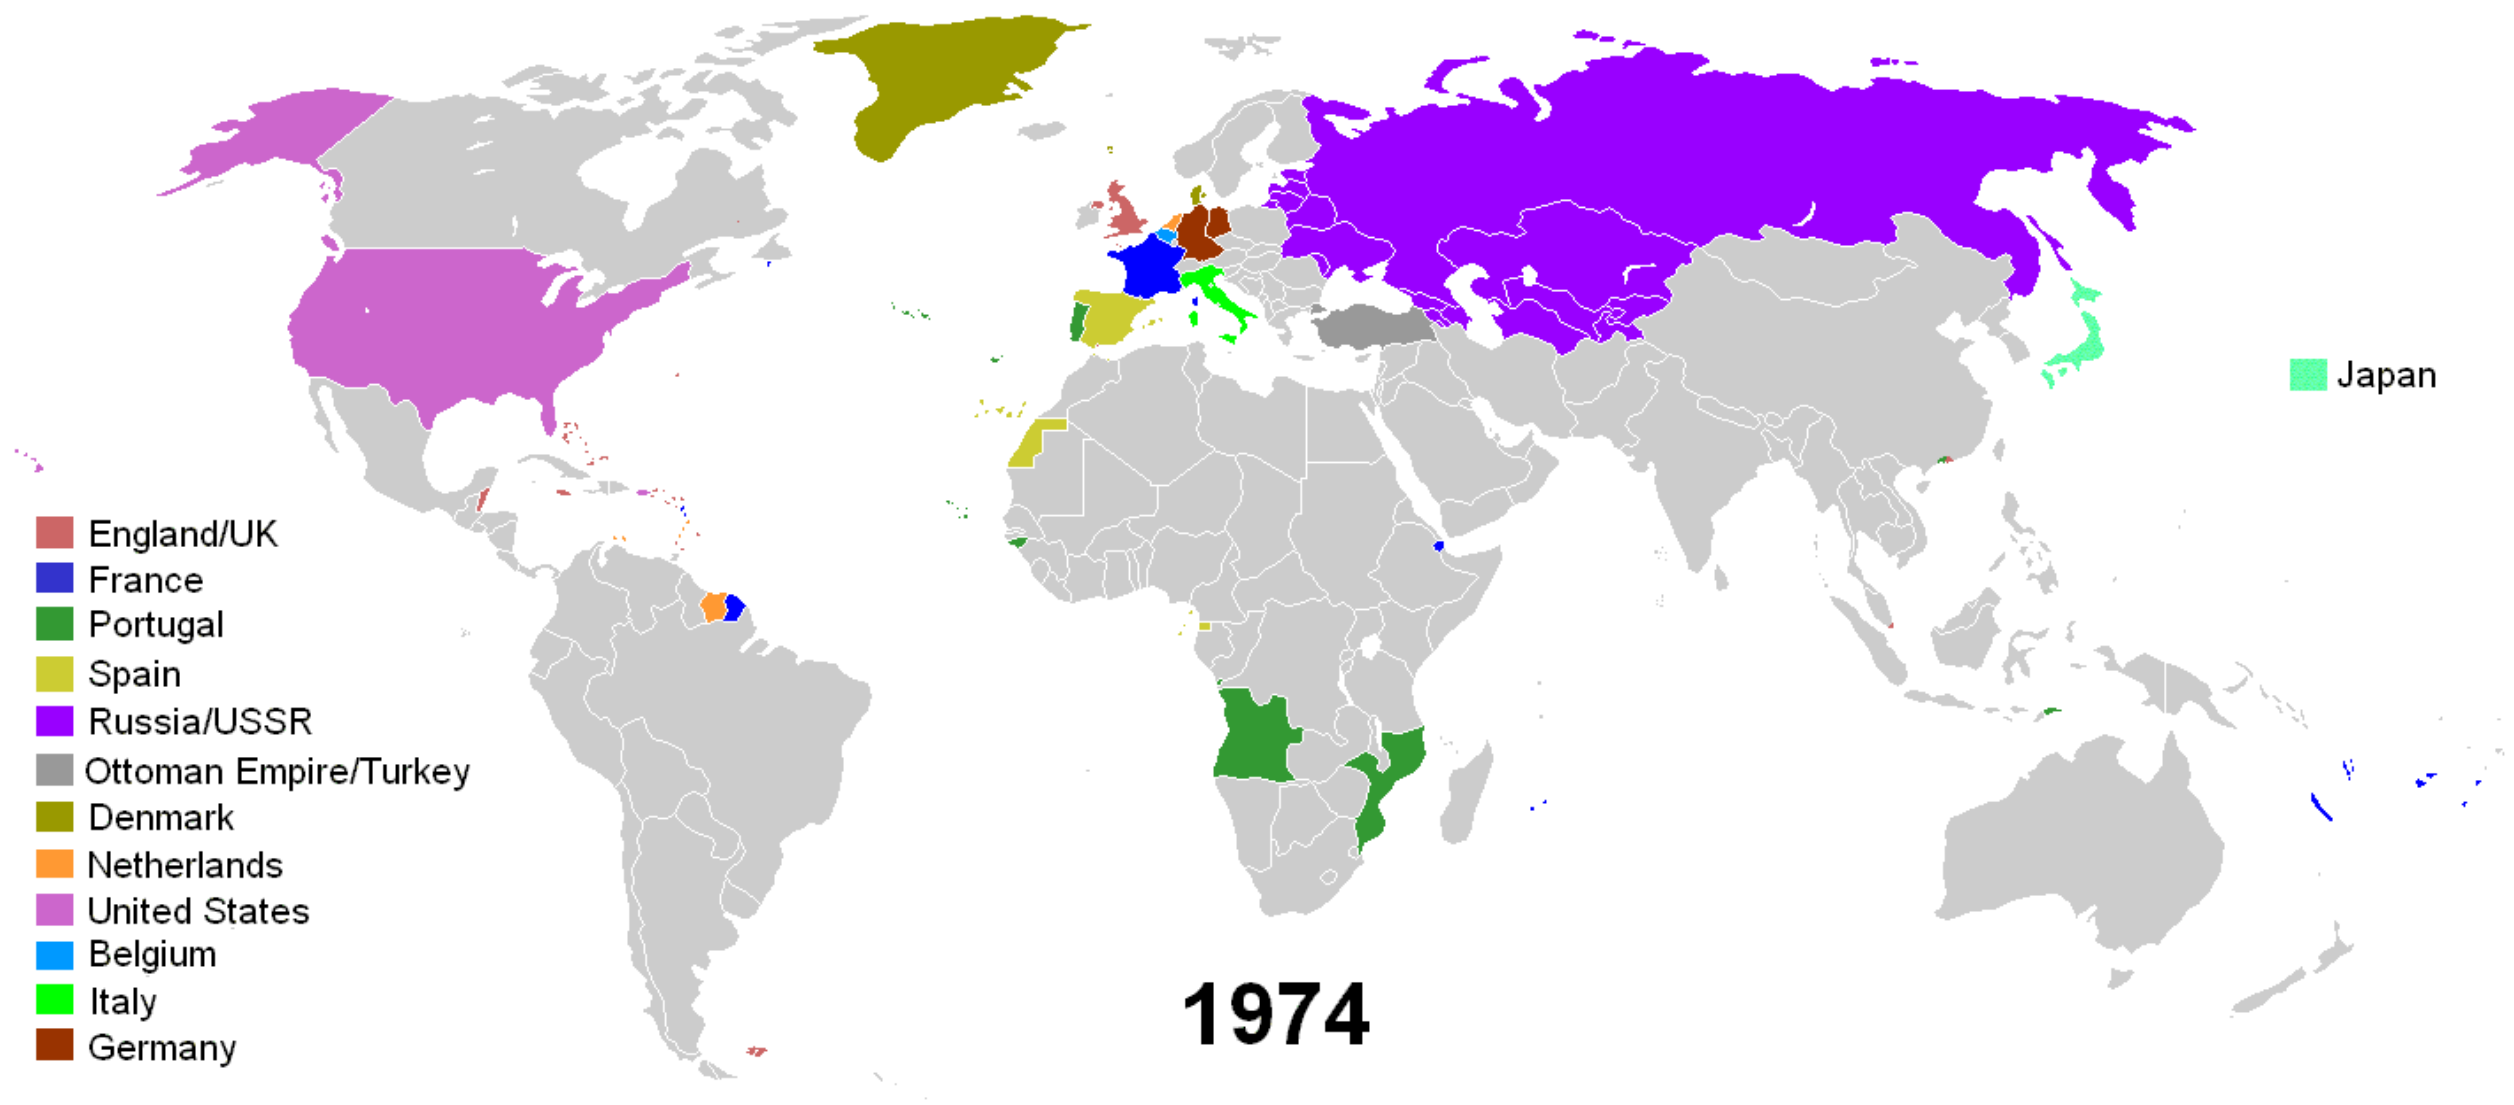 England/UK
France
Portugal
Spain
Russia/USSR
Ottoman Empire/Turkey
Denmark
Netherlands
United States
Belgium
Italy
Germany
Japan
1974